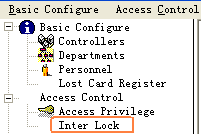 Basic Configure Access Control
Basic Configure
Controllers
Departments
Personnel
Lost Card Register
Access Control
Access Privilege
Inter Lock